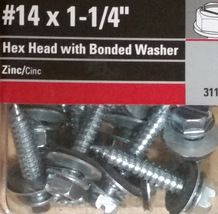 #14 x 1-1/4"
Hex Head with Bonded Washer
Zinc/Cinc
311